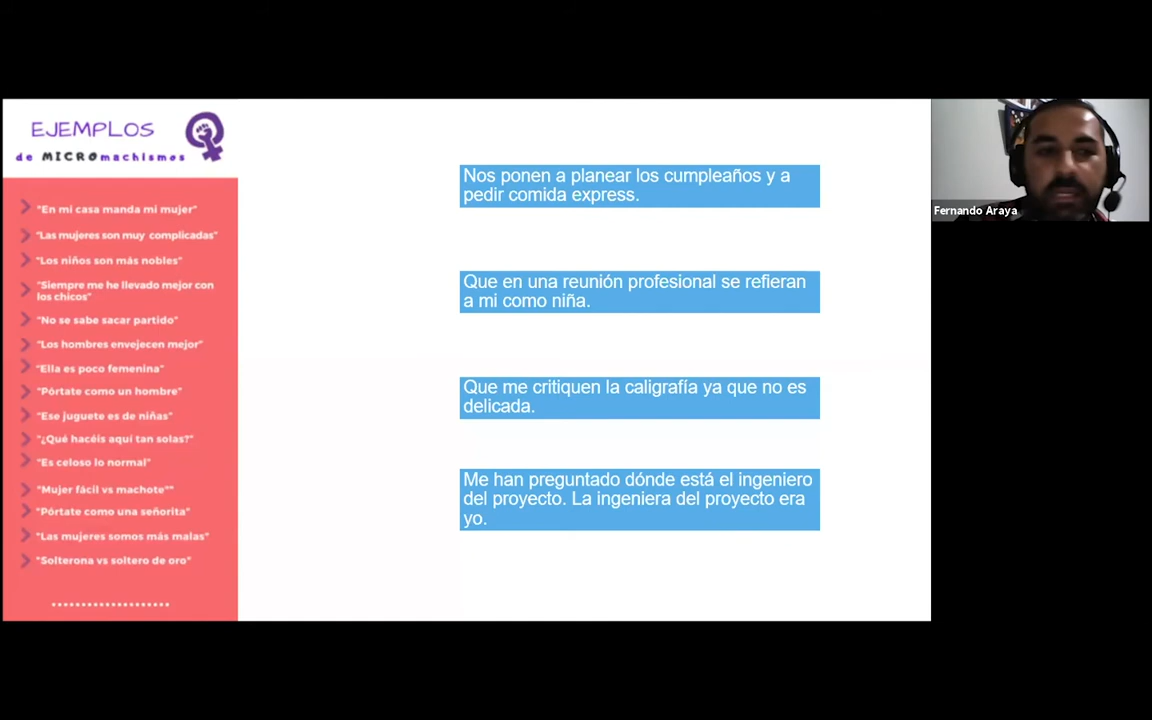 EJEMPLOS
de MICROmachismos
"En mi casa manda mi mujer"
"Las mujeres son muy complicadas"
"Los niños son más nobles"
"Siempre me he llevado mejor con
los chicos"
"No se sabe sacar partido"
"Los hombres envejecen mejor"
"Ella es poco femenina"
"Pórtate como un hombre"
"Ese juguete es de niñas"
"¿Qué hacéis aquí tan solas?"
"Es celoso lo normal"
"Mujer fácil vs machote""
"Pórtate como una señorita"
"Las mujeres somos más malas"
"Solterona vs soltero de oro"
Nos ponen a planear los cumpleaños y a
pedir comida express.
Que en una reunión profesional se refieran
a mi como niña.
Que me critiquen la caligrafía ya que no es
delicada.
Me han preguntado dónde está el ingeniero
del proyecto. La ingeniera del proyecto era
yo.
Fernando Araya